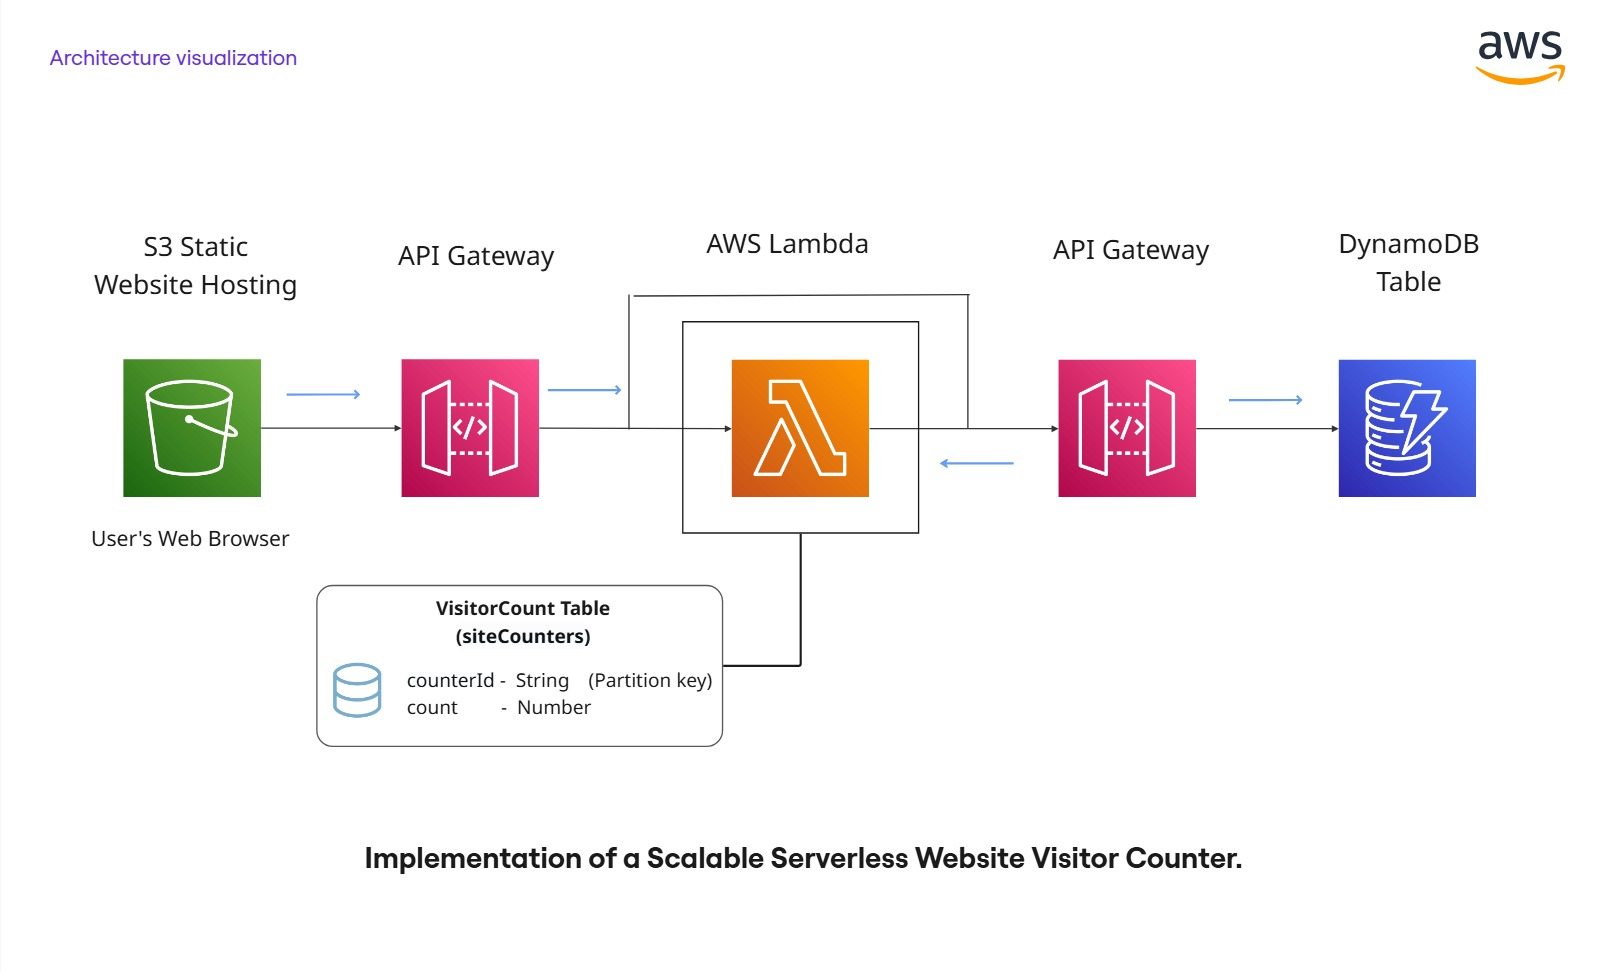 Architecture visualization
aws
S3 Static
Website Hosting
API Gateway
AWS Lambda
API Gateway
DynamoDB
Table
</>
</>
User's Web Browser
VisitorCount Table
(siteCounters)
counterId - String (Partition key)
count - Number
Implementation of a Scalable Serverless Website Visitor Counter.